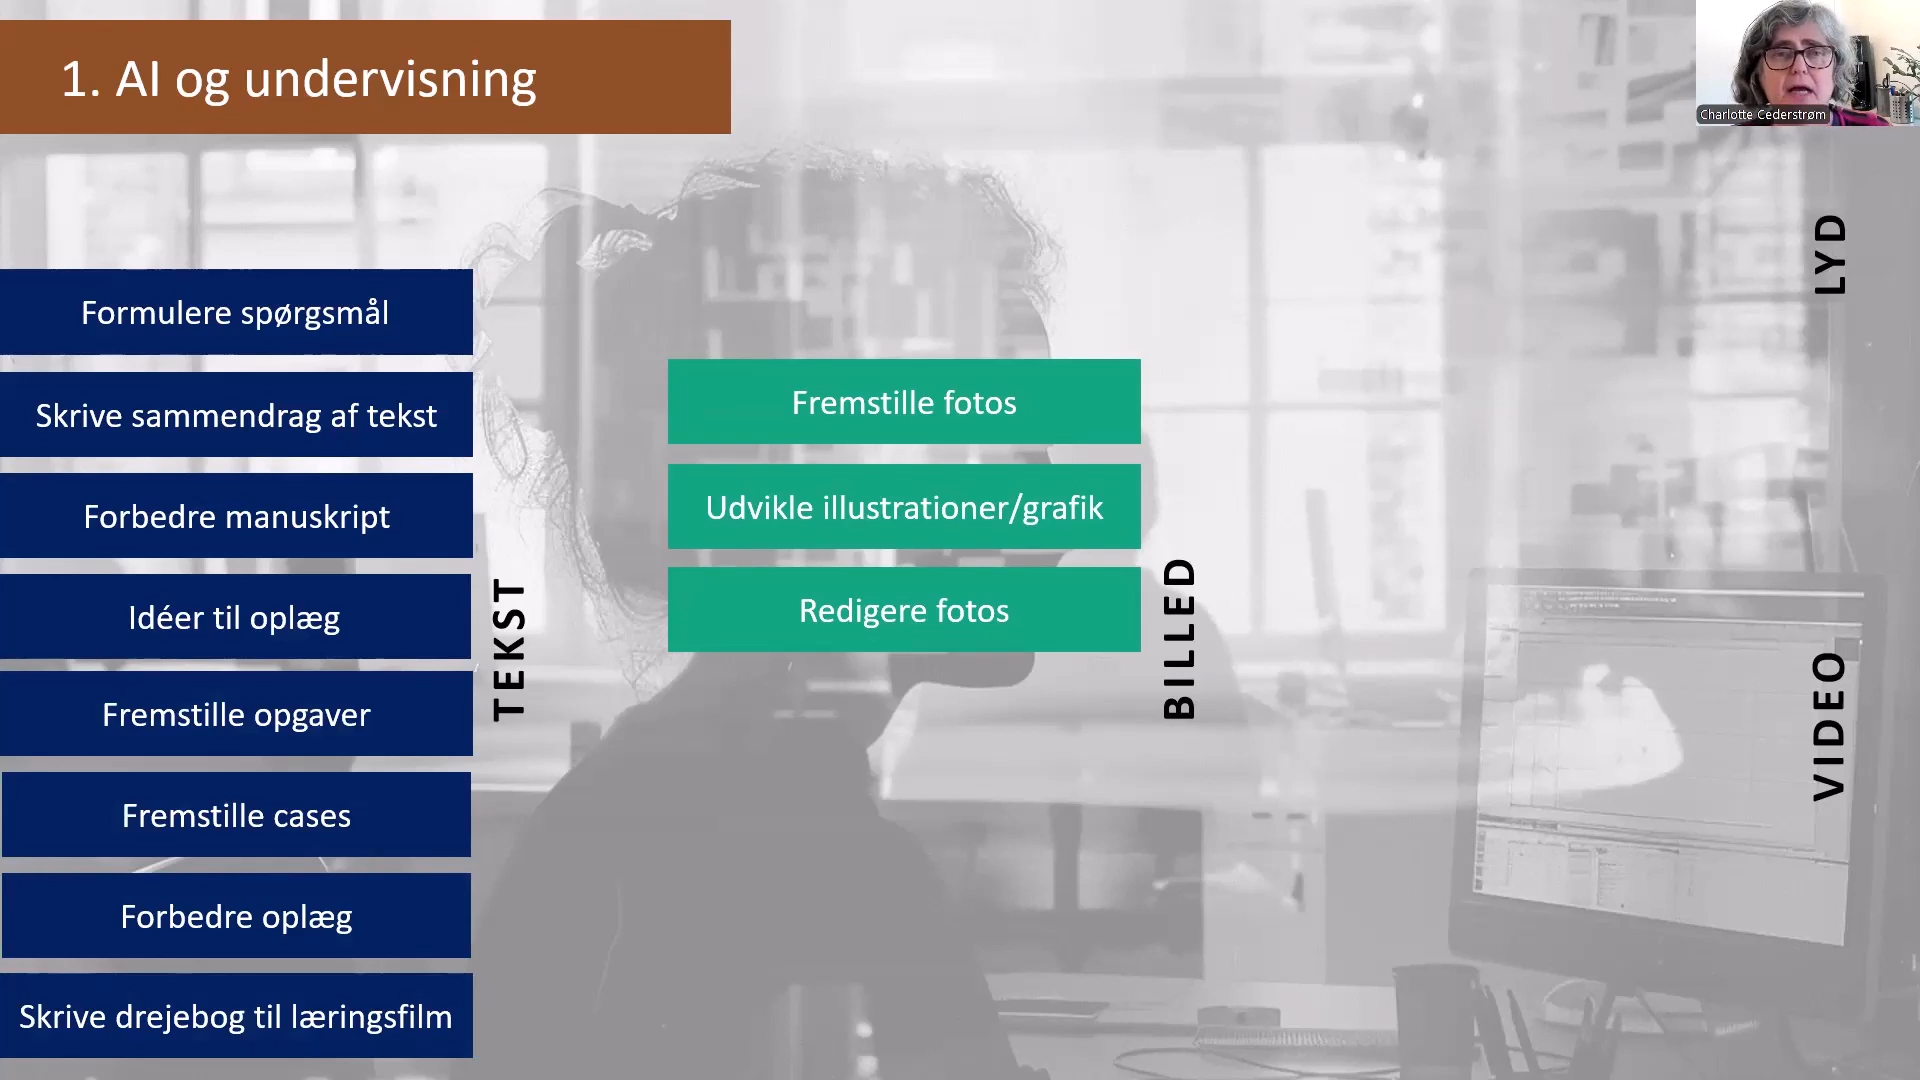 1. AI og undervisning
Charlotte Cederstrøm
Formulere spørgsmål
Skrive sammendrag af tekst
Forbedre manuskript
Idéer til oplæg
Fremstille opgaver
Fremstille cases
Forbedre oplæg
Skrive drejebog til læringsfilm
TEKST
Fremstille fotos
Udvikle illustrationer/grafik
Redigere fotos
BILLED
LYD
VIDEO